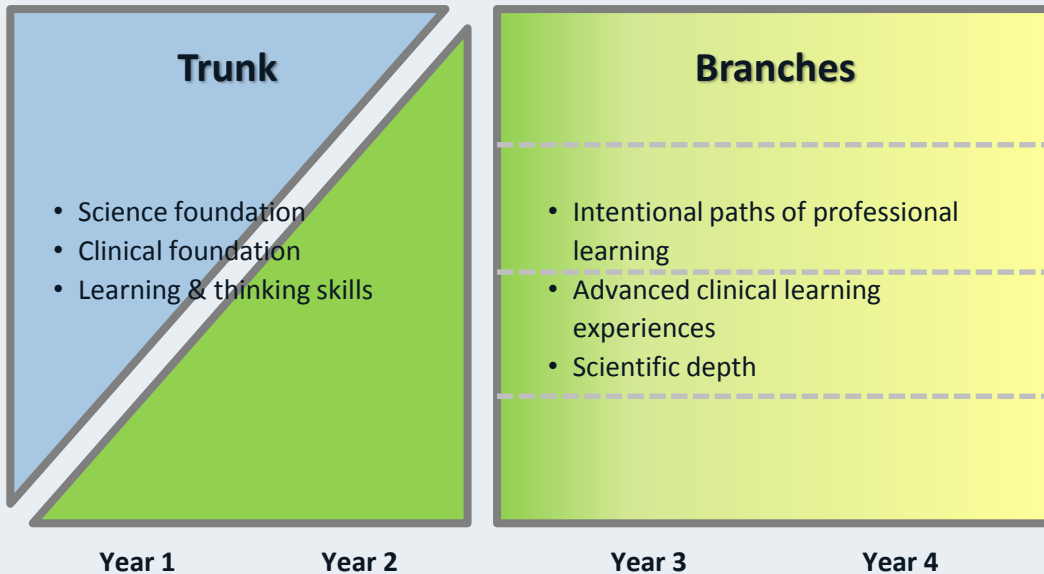 Trunk
Branches
• Science foundation
• Clinical foundation
• Learning & thinking skills
• Intentional paths of professional
learning
• Advanced clinical learning
experiences
• Scientific depth
Year 1
Year 2
Year 3
Year 4